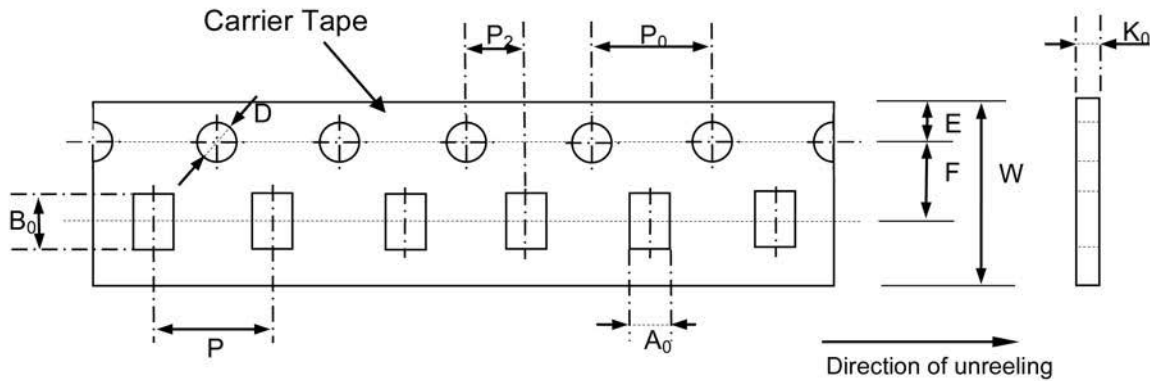 Carrier Tape
P₂
P₀
K₀
D
E
F
W
B₀
P
A₀
Direction of unreeling